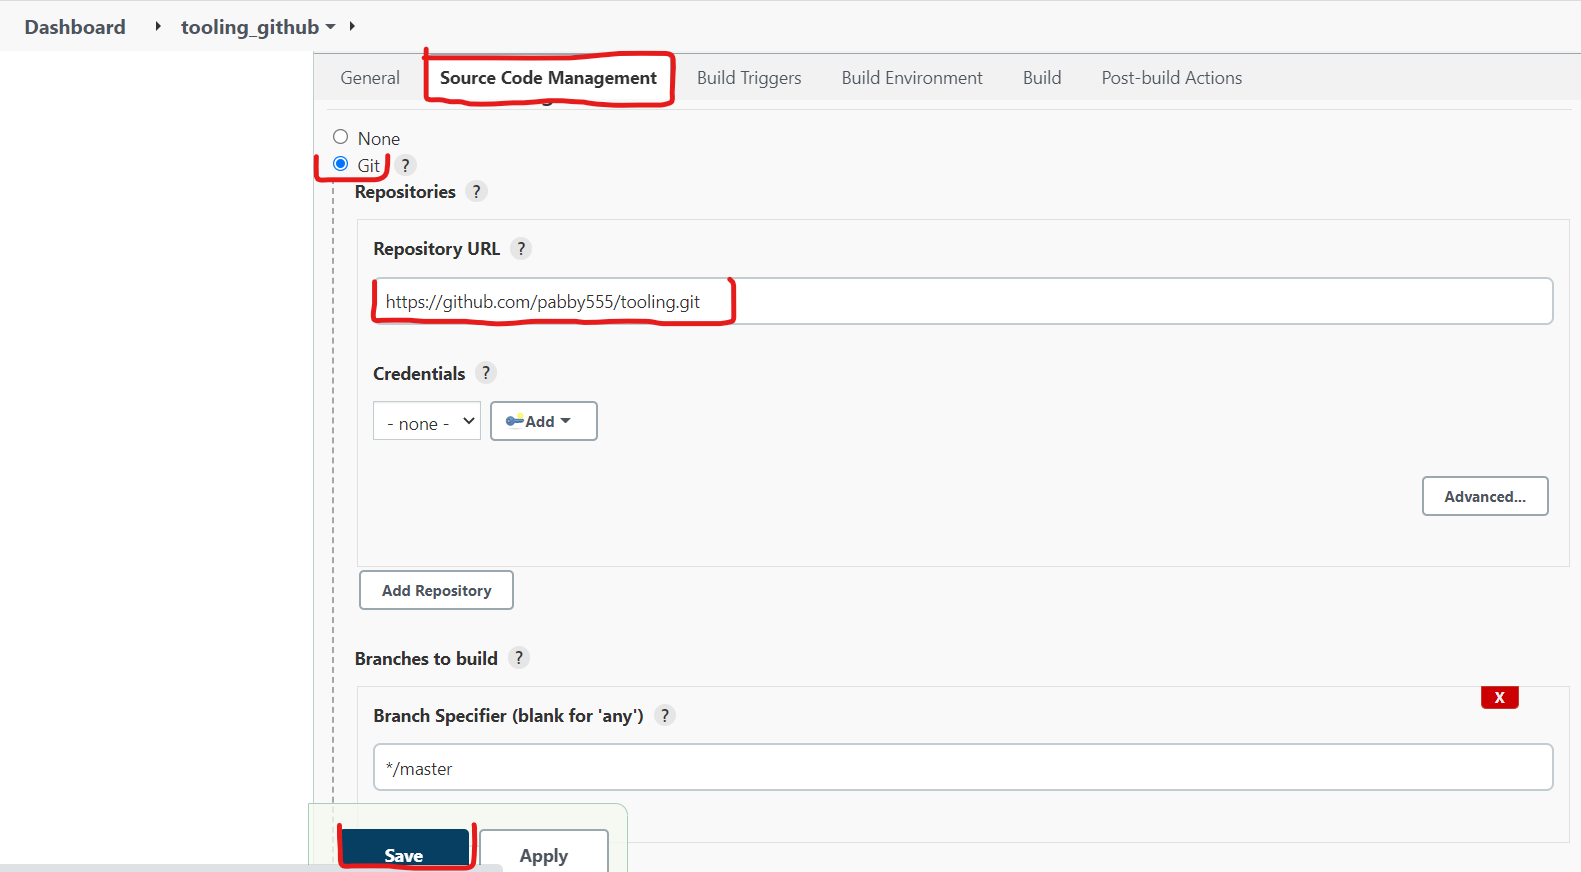 Dashboard tooling_github
General Source Code Management Build Triggers Build Environment Build Post-build Actions
None
Git ?
Repositories ?
Repository URL ?
https://github.com/pabby555/tooling.git
Credentials ?
- none - Add
Advanced...
Add Repository
Branches to build ?
X
Branch Specifier (blank for 'any') ?
*/master
Save Apply